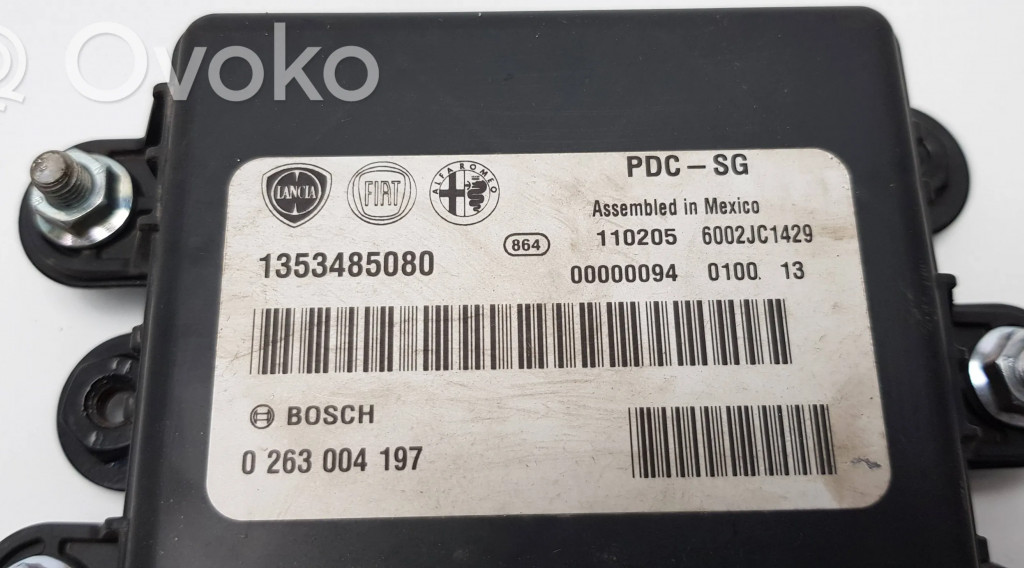 Ovoko
LANCIA
FIAT
ALFA ROMEO
PDC-SG
Assembled in Mexico
864
110205 6002JC1429
1353485080
00000094 0100. 13
BOSCH
0 263 004 197